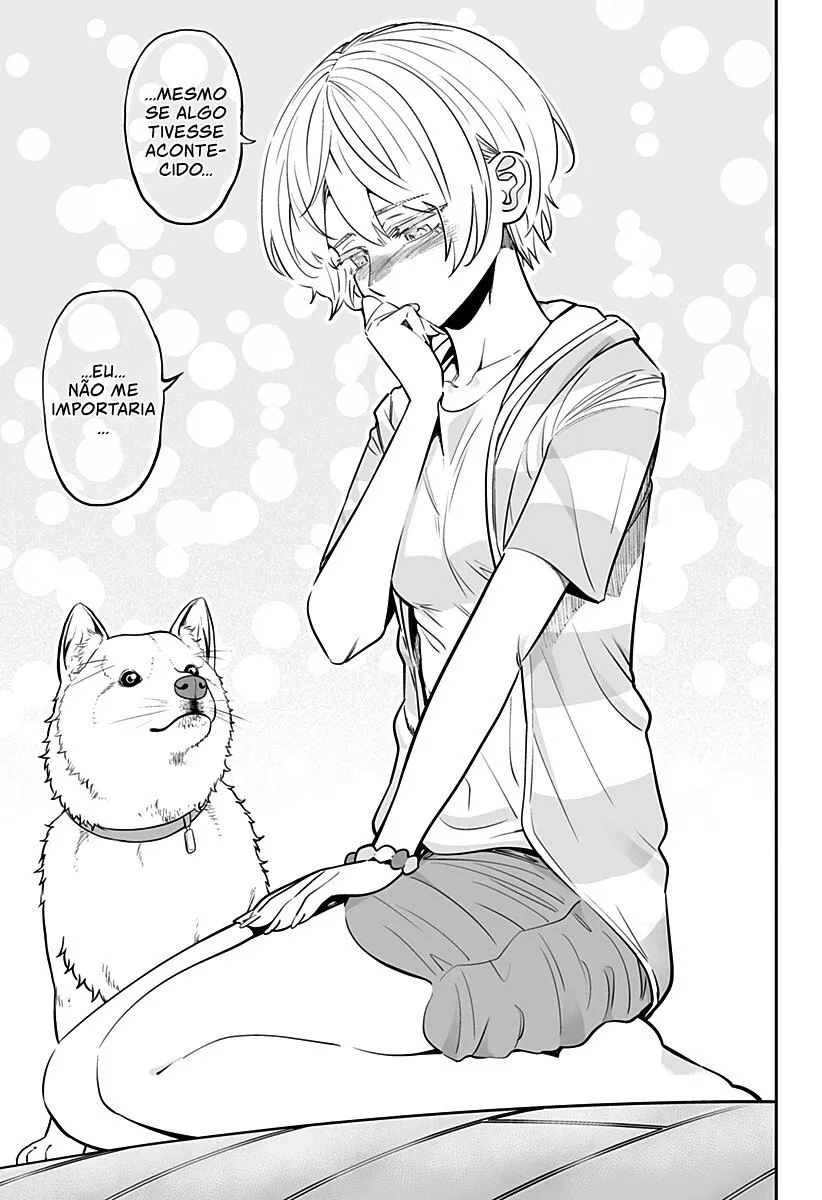 ...MESMO
SE ALGO
TIVESSE
ACONTE-
CIDO...
...EU...
NÃO ME
IMPORTARIA
...